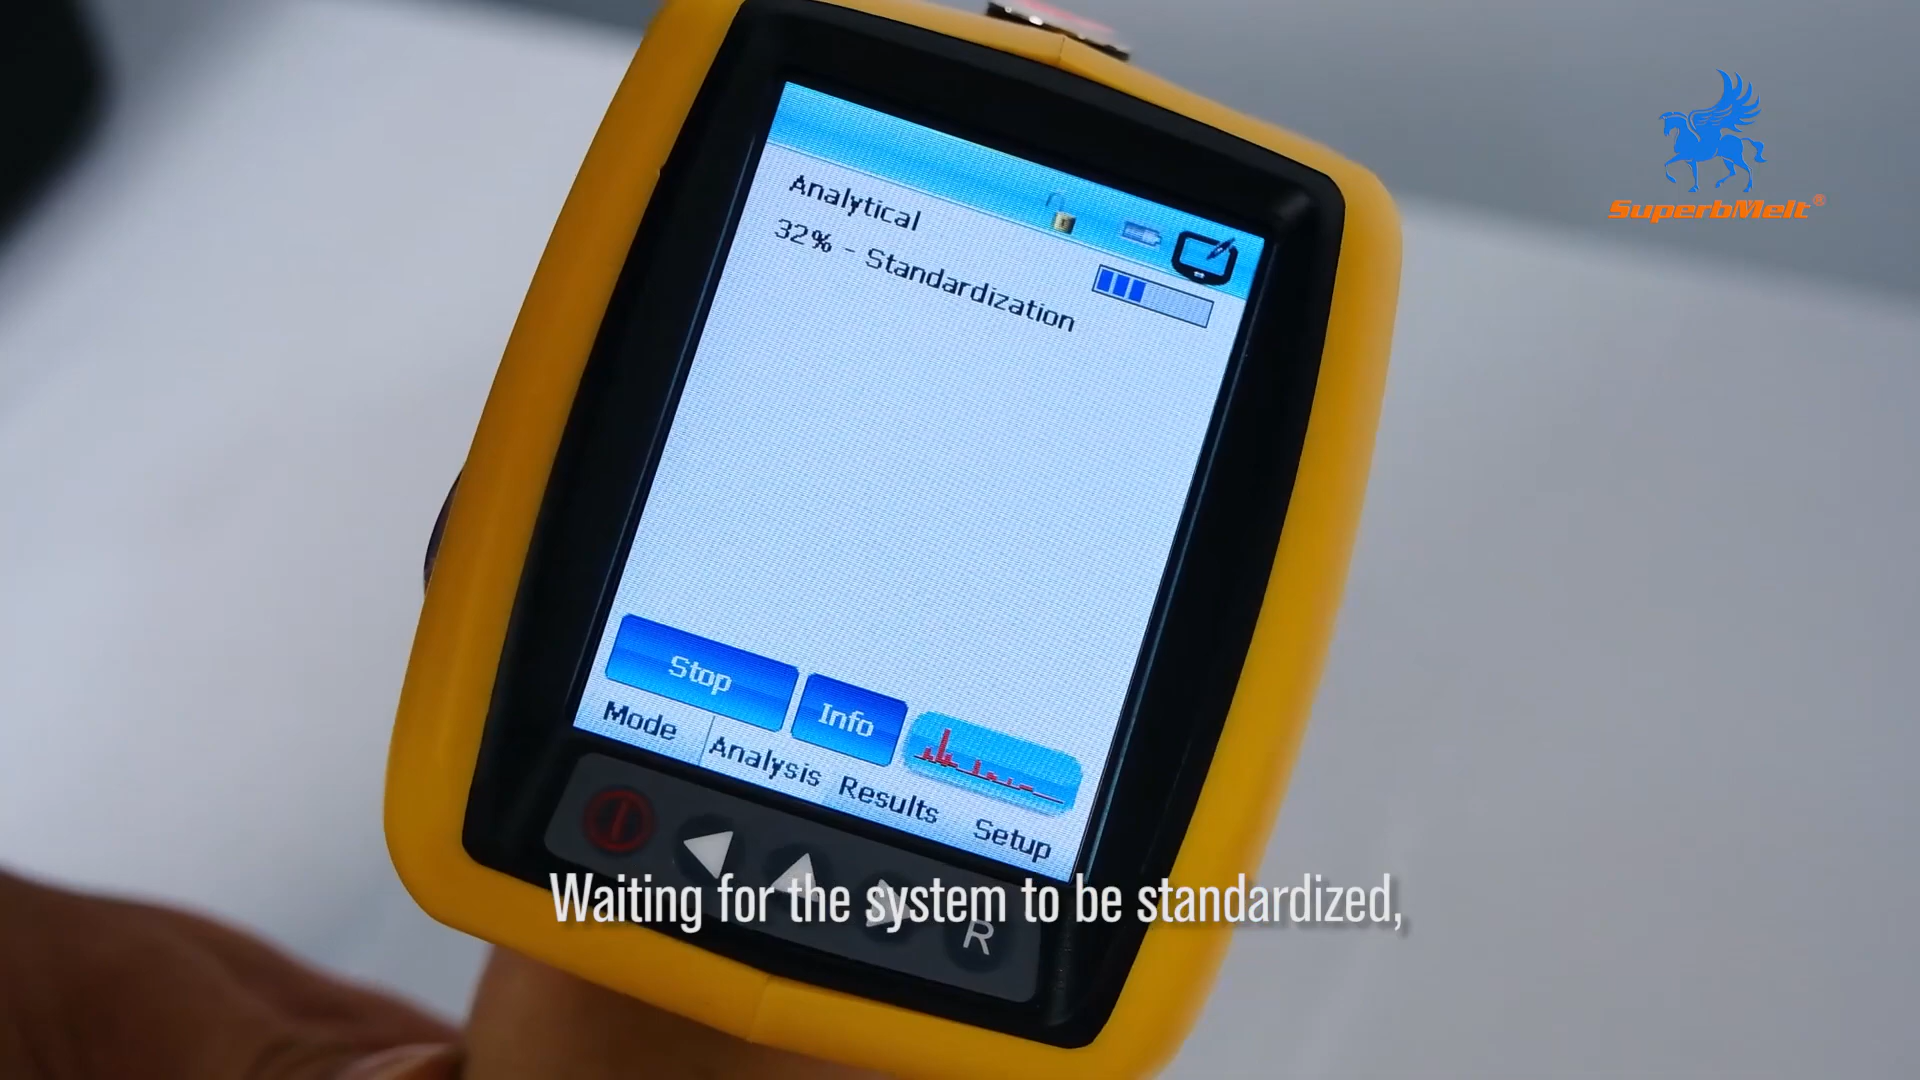 SuperbMelt®
Analytical
32% - Standardization
Stop
Info
Mode
Analysis
Results
Setup
R
Waiting for the system to be standardized,